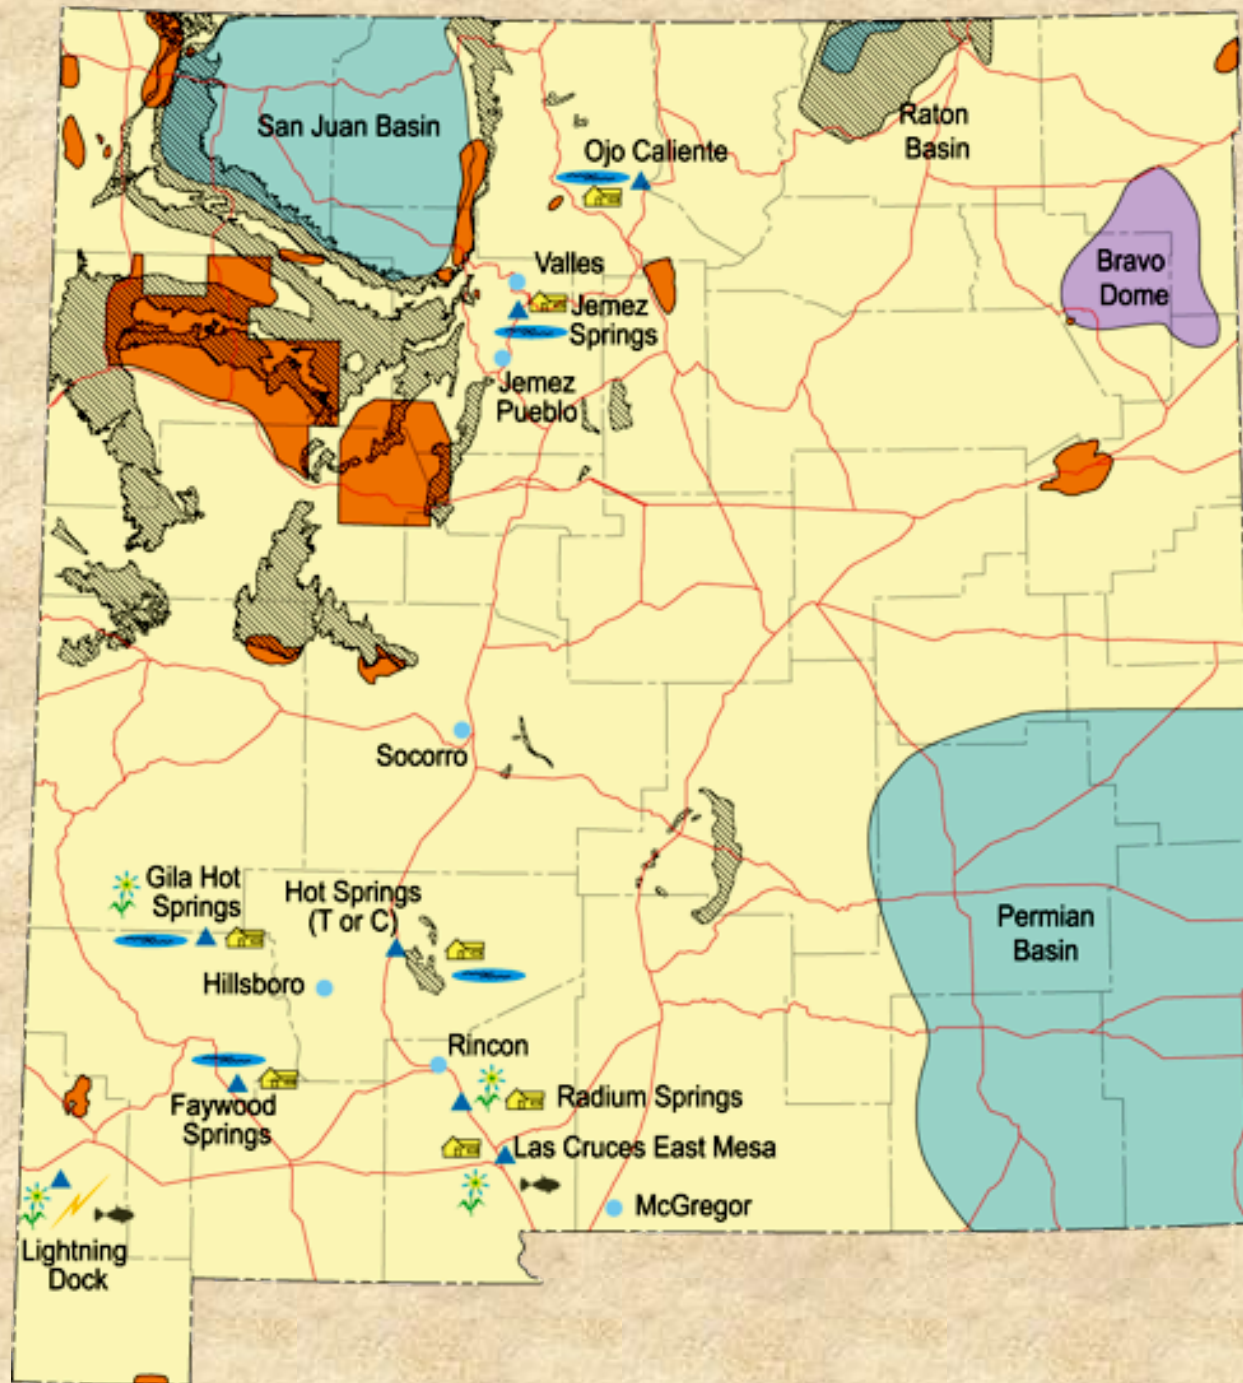 San Juan Basin
Raton
Basin
Ojo Caliente
Bravo
Dome
Valles
Jemez
Springs
Jemez
Pueblo
Socorro
Gila Hot
Springs
Hot Springs
(T or C)
Permian
Basin
Hillsboro
Rincon
Radium Springs
Faywood
Springs
Las Cruces East Mesa
McGregor
Lightning
Dock